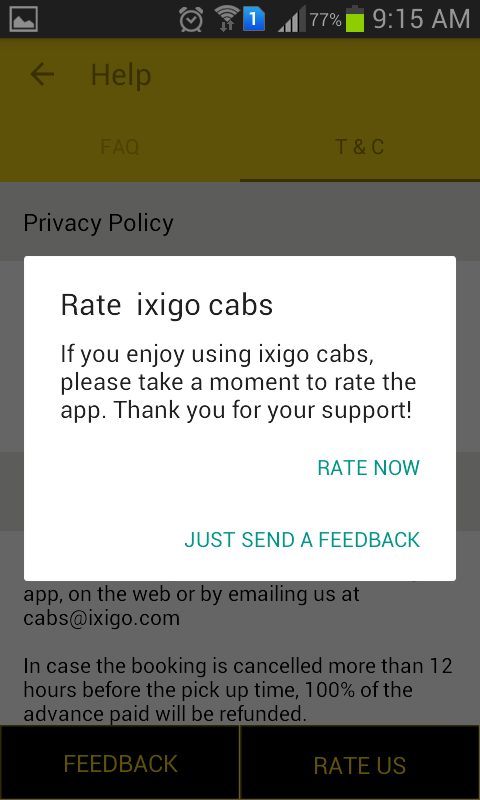 1 77% 9:15 AM
Help
FAQ T & C
Privacy Policy
Rate ixigo cabs
If you enjoy using ixigo cabs,
please take a moment to rate the
app. Thank you for your support!
RATE NOW
JUST SEND A FEEDBACK
app, on the web or by emailing us at
cabs@ixigo.com
In case the booking is cancelled more than 12
hours before the pick up time, 100% of the
advance paid will be refunded.
FEEDBACK RATE US